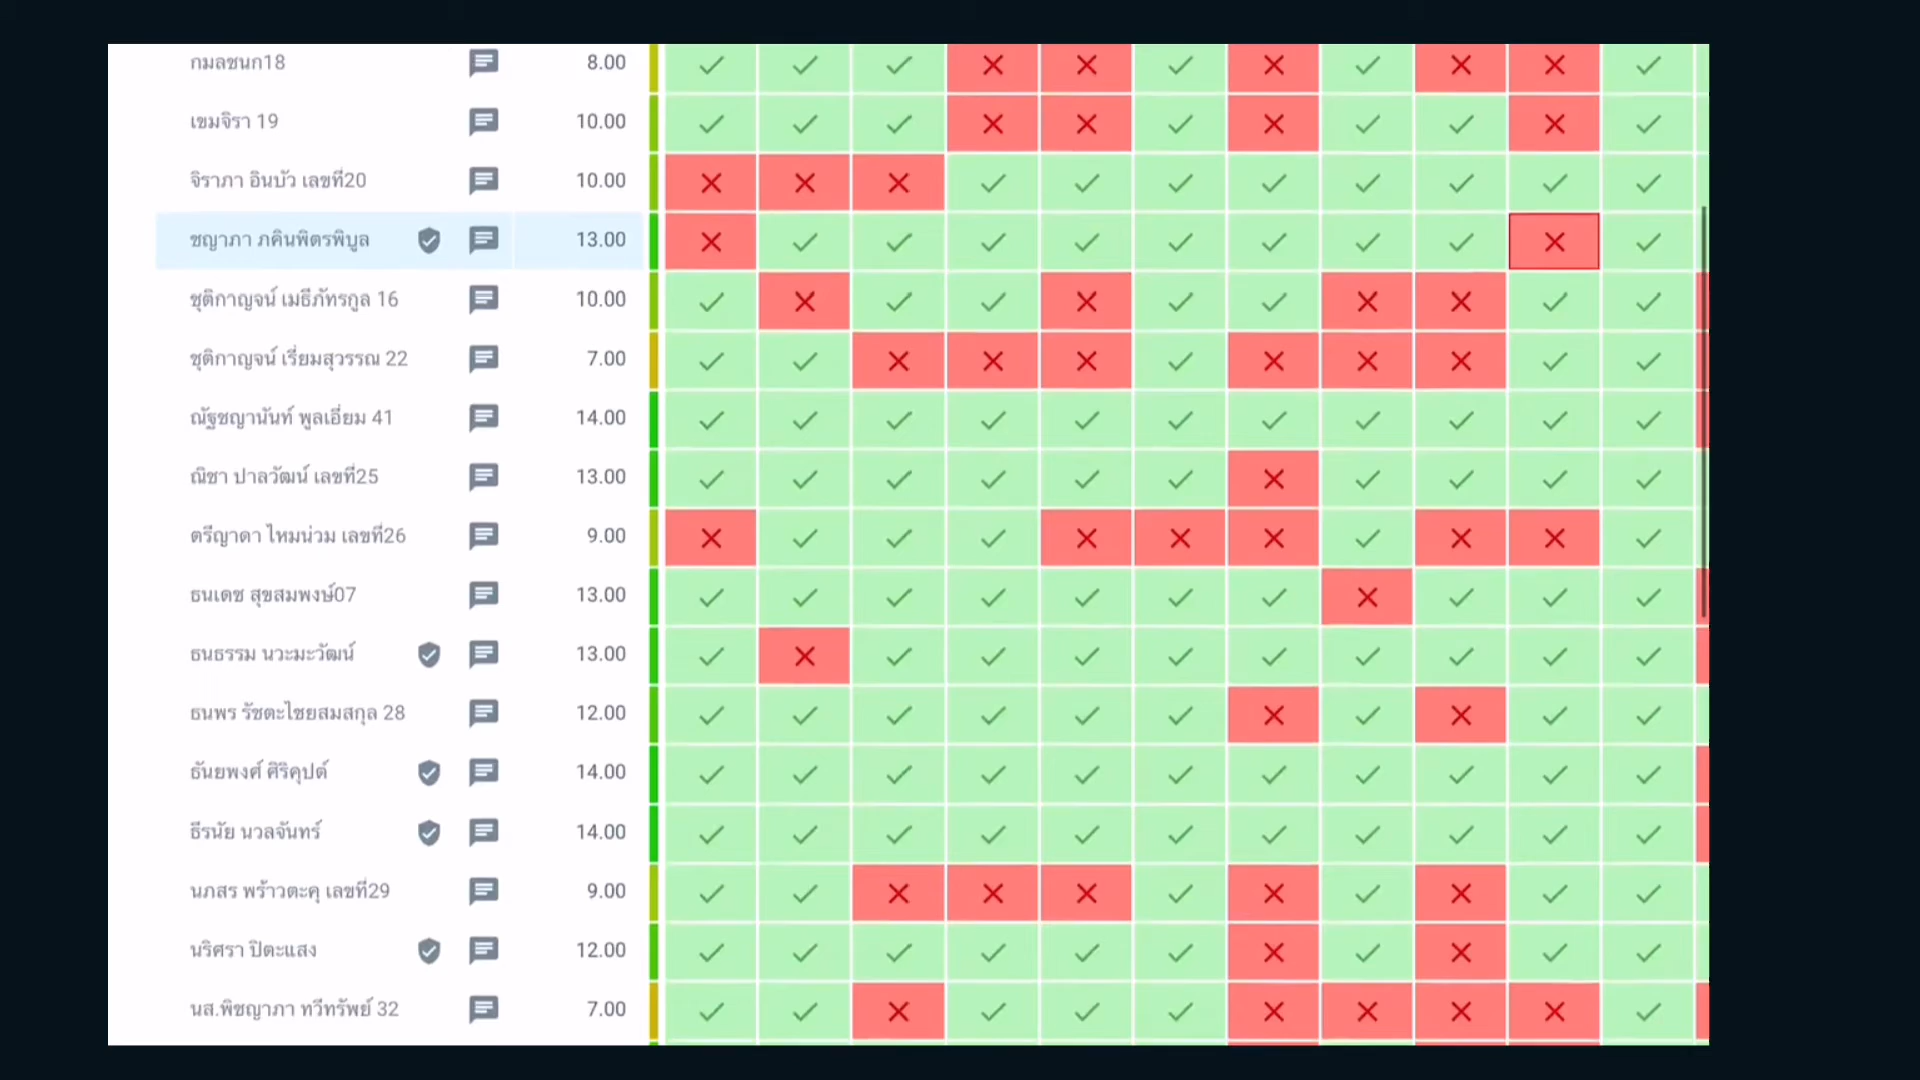 กมลชนก18 8.00
เขมจิรา 19 10.00
จิราภา อินบัว เลขที่20 10.00
ชญาภา ภคินพิตรพิบูล 13.00
ชุติกาญจน์ เมธีภัทรกูล 16 10.00
ชุติกาญจน์ เรี่ยมสุวรรณ 22 7.00
ณัฐชญานันท์ พูลเอี่ยม 41 14.00
ณิชา ปาลวัฒน์ เลขที่25 13.00
ตรีญาดา ไหมน่วม เลขที่26 9.00
ธนเดช สุขสมพงษ์07 13.00
ธนธรรม นวะมะวัฒน์ 13.00
ธนพร รัชตะไชยสมสกุล 28 12.00
ธันยพงศ์ ศิริคุปต์ 14.00
ธีรนัย นวลจันทร์ 14.00
นภสร พร้าวตะคุ เลขที่29 9.00
นริศรา ปิตะแสง 12.00
นส.พิชญาภา ทวีทรัพย์ 32 7.00